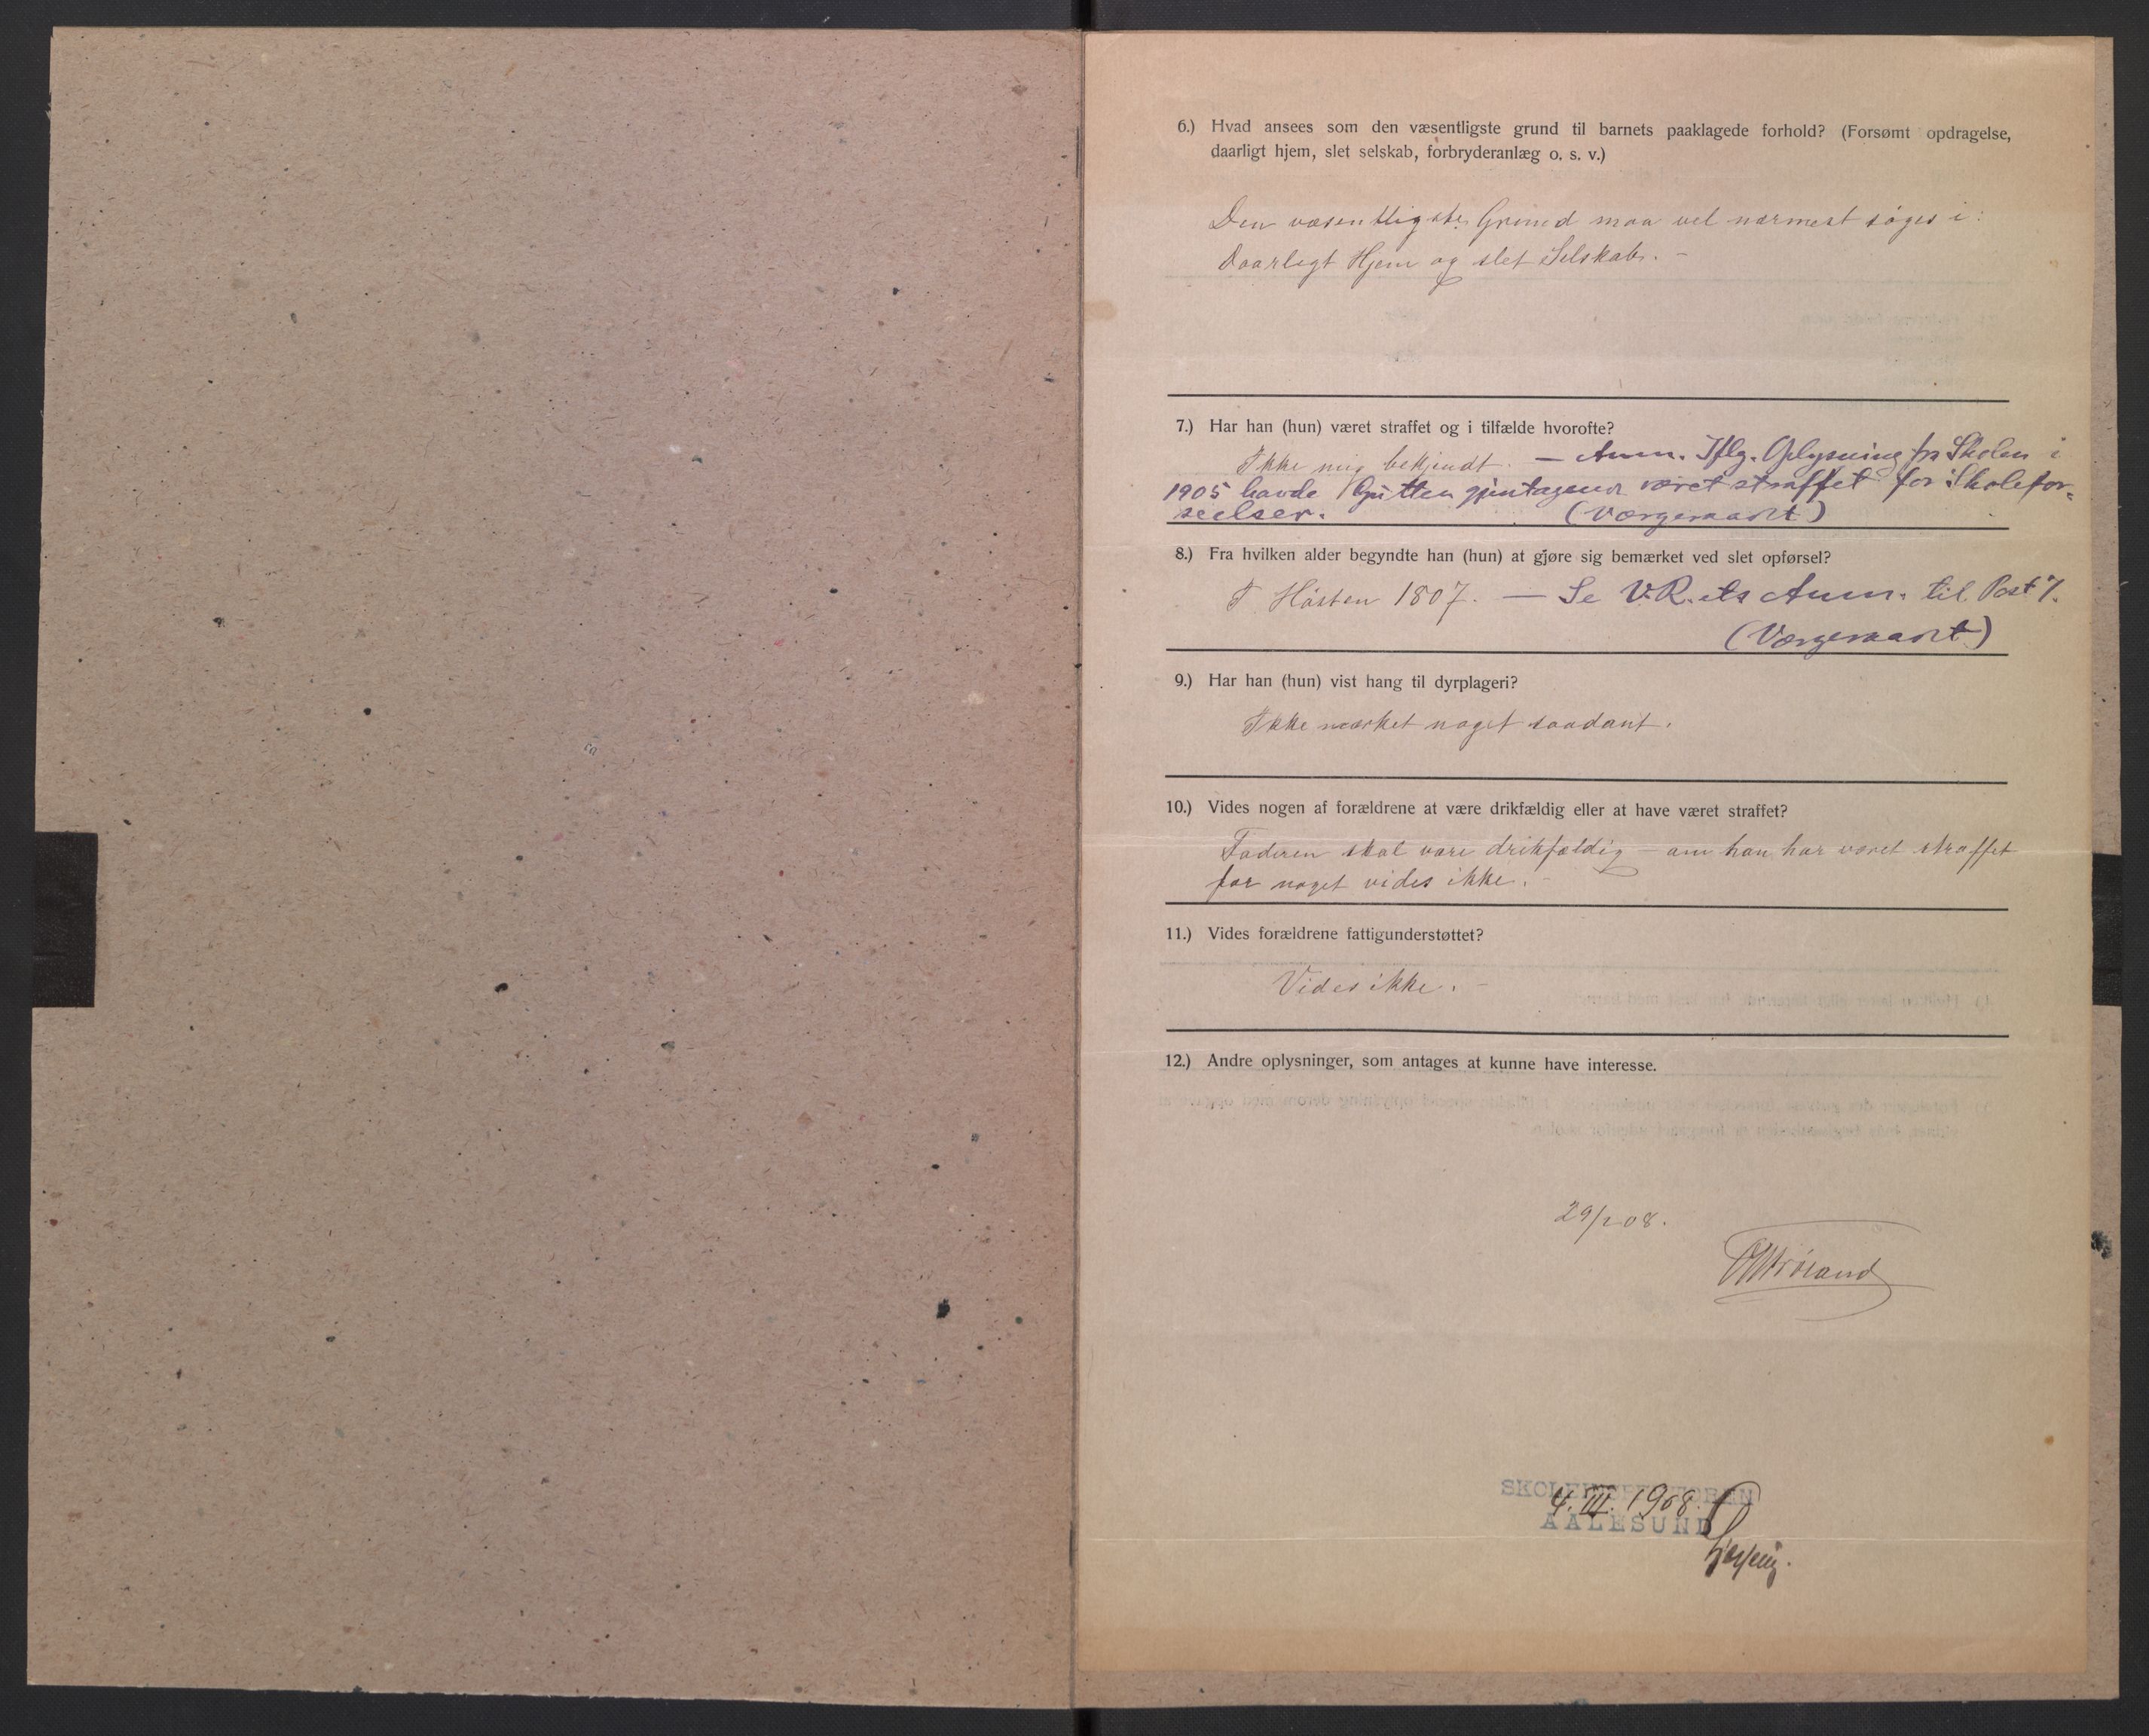 6.) Hvad ansees som den væsentligste grund til barnets paaklagede forhold? (Forsømt opdragelse,
daarligt hjem, slet selskab, forbryderanlæg o. s. v.)
Den væsentligste Grund maa vel nærmest søges i:
Daarligt Hjem og slet Selskab. -
7.) Har han (hun) været straffet og i tilfælde hvorofte?
Ikke mig bekjendt. — Anm. Iflg. Oplysning fra Skolen i
1905 havde Gutten gjentagende været straffet for Skolefor-
seelser. (Værgeraadet)
8.) Fra hvilken alder begyndte han (hun) at gjøre sig bemærket ved slet opførsel?
I Høsten 1807. — Se V.R.ets Anm. til Post 7.
(Værgeraadet)
9.) Har han (hun) vist hang til dyrplageri?
Ikke mærket noget saadant.
10.) Vides nogen af forældrene at være drikfældig eller at have været straffet?
Faderen skal være drikfældig - om han har været straffet
for noget vides ikke. -
11.) Vides forældrene fattigunderstøttet?
Vides ikke. -
12.) Andre oplysninger, som antages at kunne have interesse.
29/2 08.
SKOLEINSPEKTØREN
4. III. 1908.
AALESUND